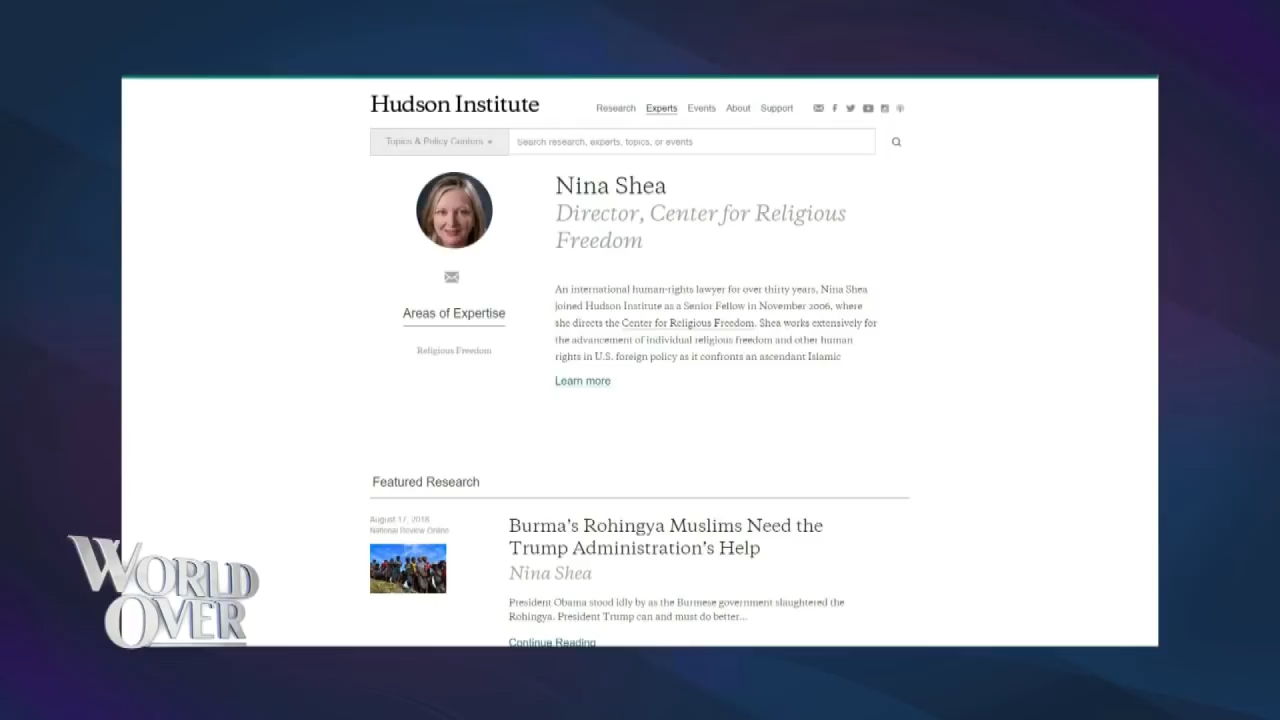 Hudson Institute
Research Experts Events About Support
Topics & Policy Centers
Search research, experts, topics, or events
Nina Shea
Director, Center for Religious
Freedom
An international human-rights lawyer for over thirty years, Nina Shea
joined Hudson Institute as a Senior Fellow in November 2006, where
she directs the Center for Religious Freedom. Shea works extensively for
the advancement of individual religious freedom and other human
rights in U.S. foreign policy as it confronts an ascendant Islamic
Learn more
Areas of Expertise
Religious Freedom
Featured Research
August 17, 2018
National Review Online
Burma's Rohingya Muslims Need the
Trump Administration's Help
Nina Shea
President Obama stood idly by as the Burmese government slaughtered the
Rohingya. President Trump can and must do better...
Continue Reading
WORLD
OVER